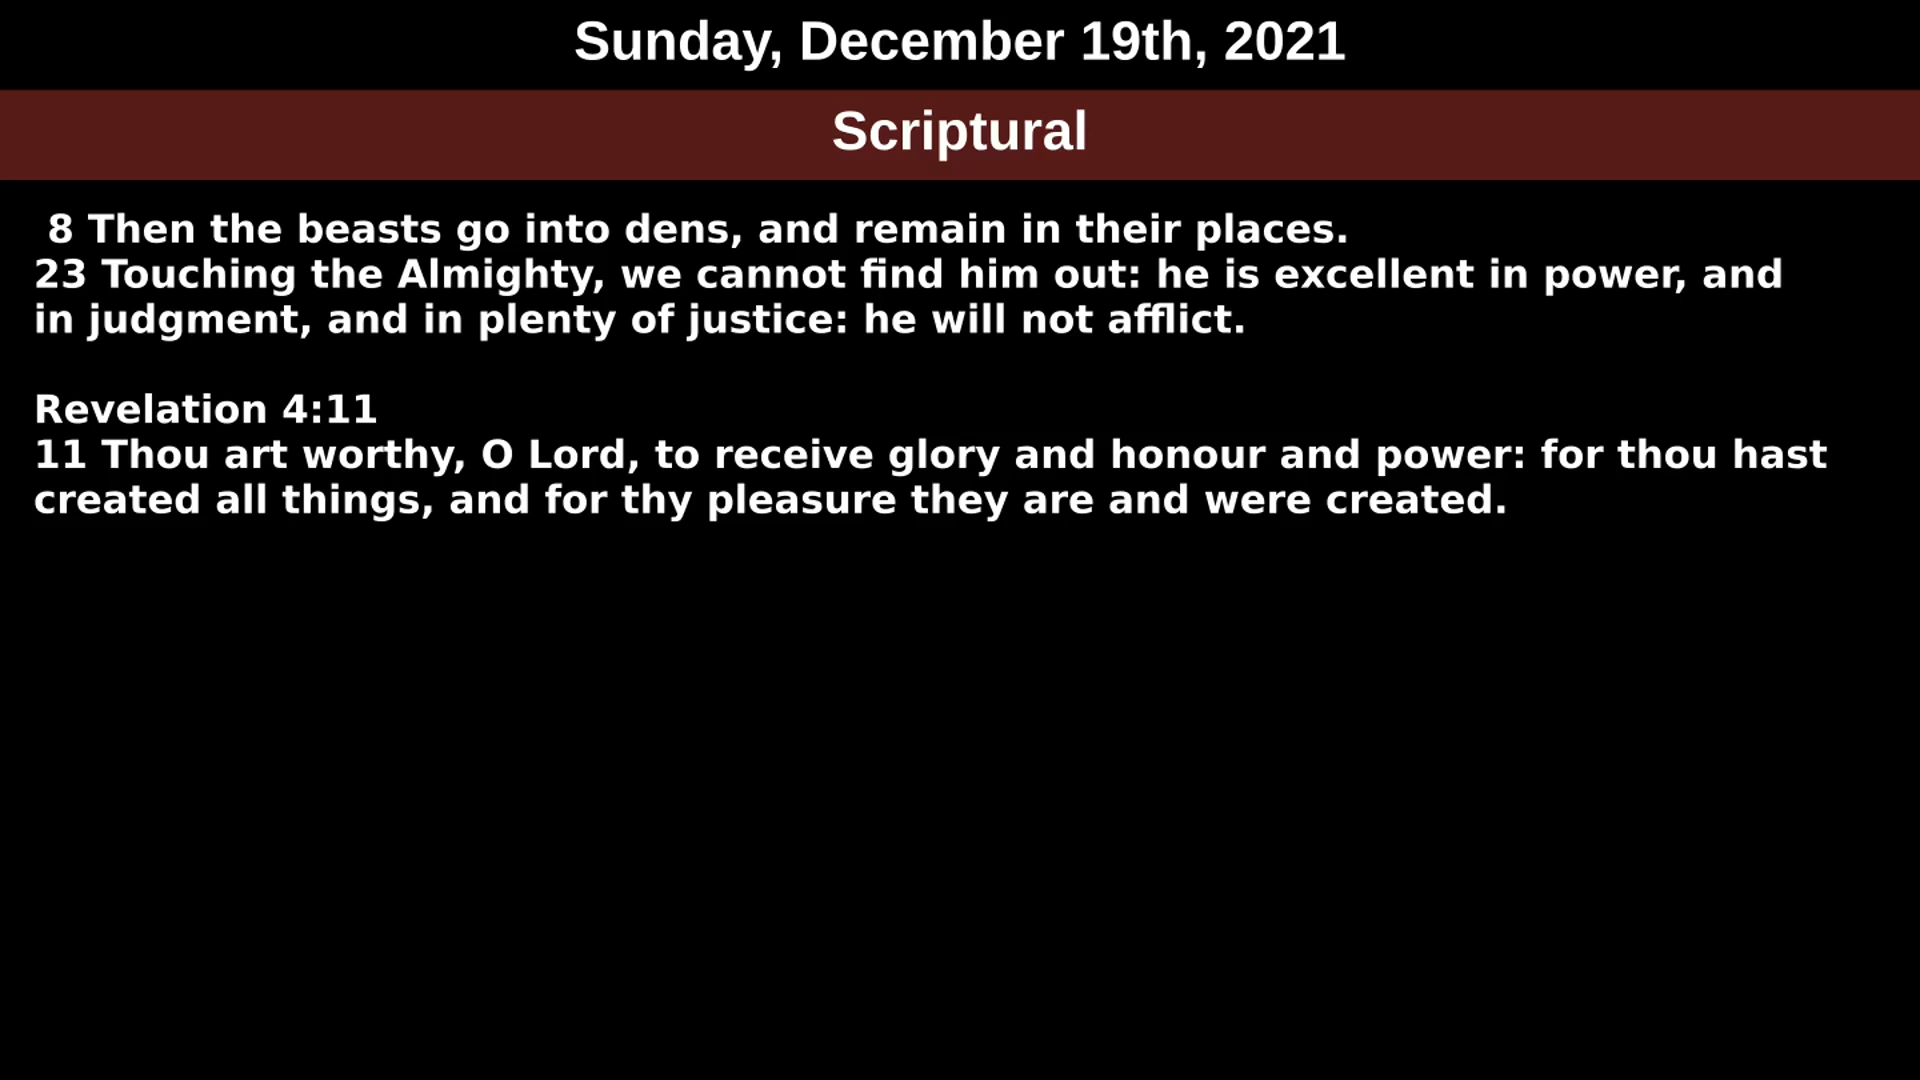 Sunday, December 19th, 2021
Scriptural
8 Then the beasts go into dens, and remain in their places.
23 Touching the Almighty, we cannot find him out: he is excellent in power, and
in judgment, and in plenty of justice: he will not afflict.
Revelation 4:11
11 Thou art worthy, O Lord, to receive glory and honour and power: for thou hast
created all things, and for thy pleasure they are and were created.